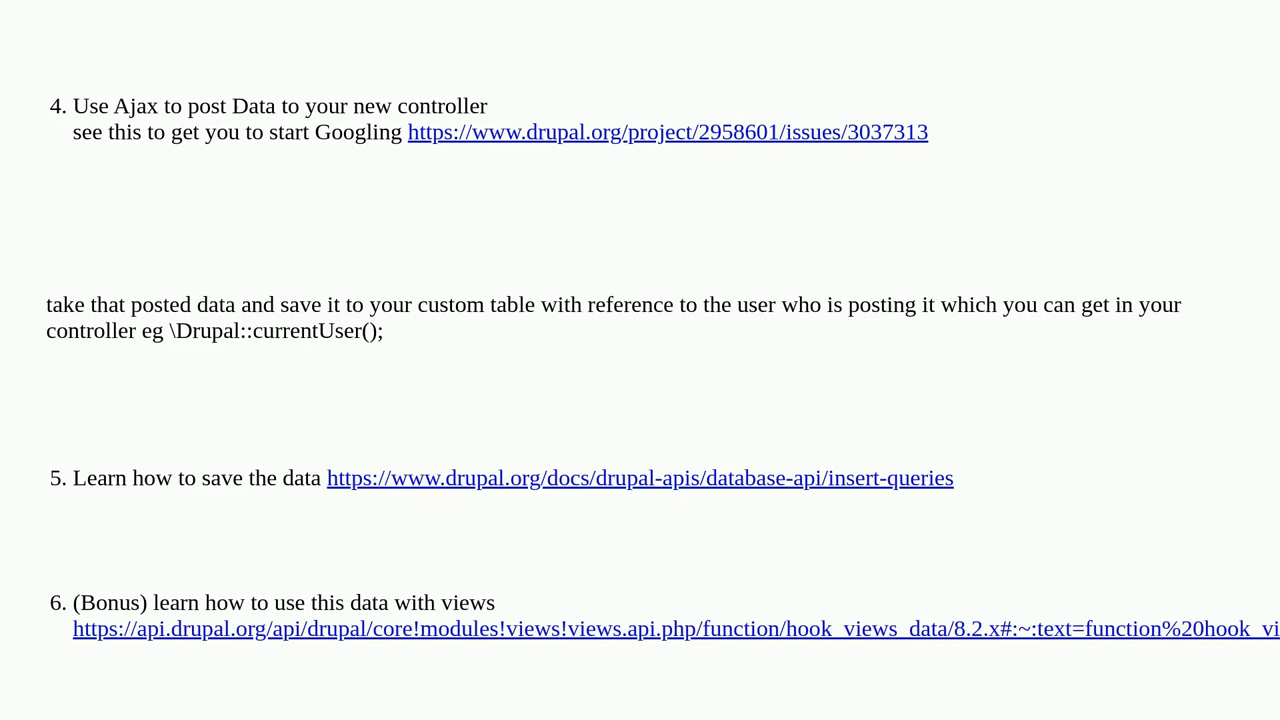 4. Use Ajax to post Data to your new controller
see this to get you to start Googling https://www.drupal.org/project/2958601/issues/3037313
take that posted data and save it to your custom table with reference to the user who is posting it which you can get in your
controller eg \Drupal::currentUser();
5. Learn how to save the data https://www.drupal.org/docs/drupal-apis/database-api/insert-queries
6. (Bonus) learn how to use this data with views
https://api.drupal.org/api/drupal/core!modules!views!views.api.php/function/hook_views_data/8.2.x#:~:text=function%20hook_vi